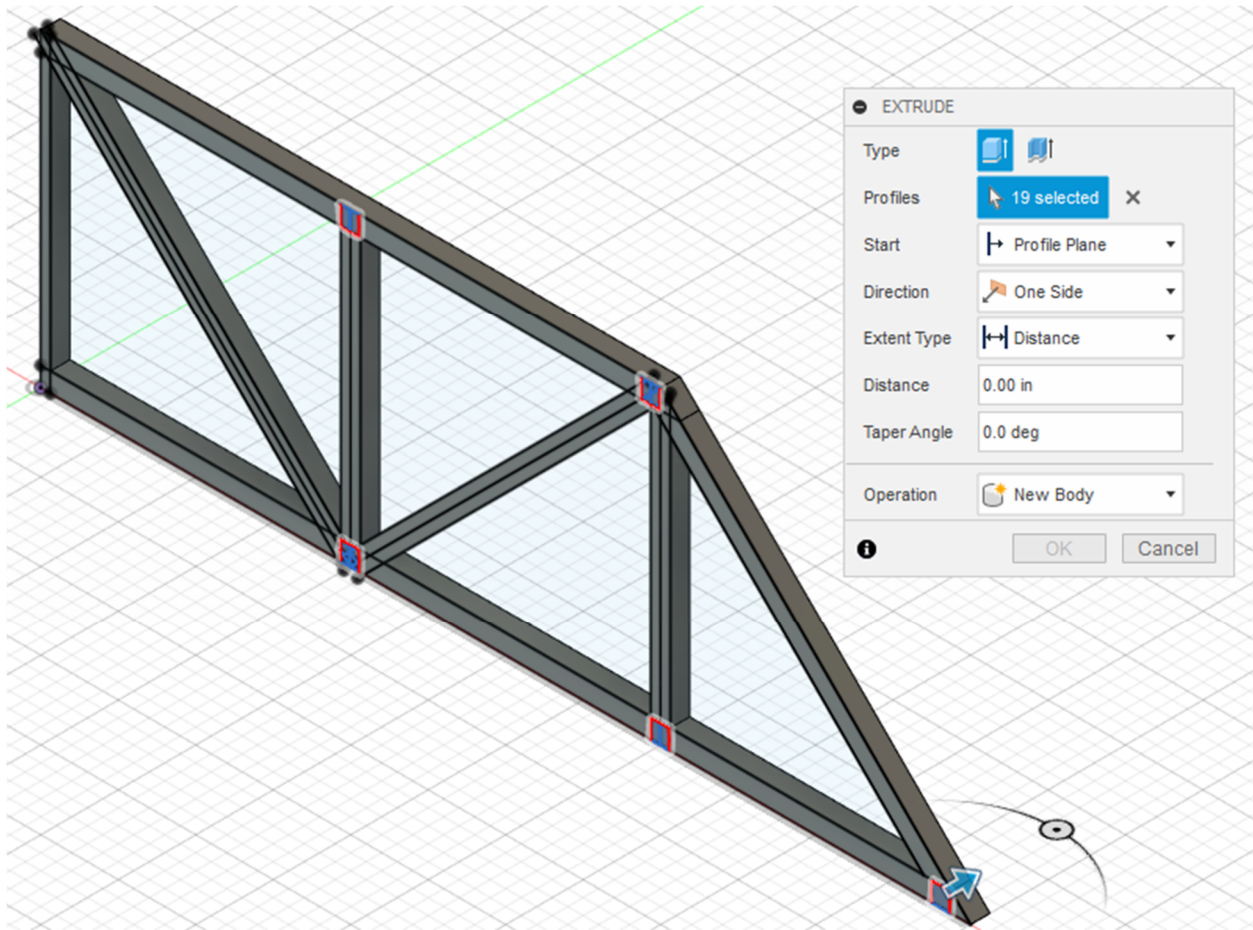 EXTRUDE
Type
Profiles 19 selected
Start Profile Plane
Direction One Side
Extent Type Distance
Distance 0.00 in
Taper Angle 0.0 deg
Operation New Body
OK Cancel